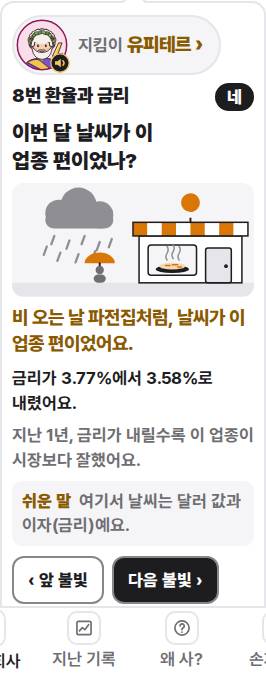 지킴이 유피테르 ›
8번 환율과 금리
네
이번 달 날씨가 이
업종 편이었나?
비 오는 날 파전집처럼, 날씨가 이
업종 편이었어요.
금리가 3.77%에서 3.58%로
내렸어요.
지난 1년, 금리가 내릴수록 이 업종이
시장보다 잘했어요.
쉬운 말 여기서 날씨는 달러 값과
이자(금리)예요.
‹ 앞 불빛
다음 불빛 ›
회사
지난 기록
왜 사?
손